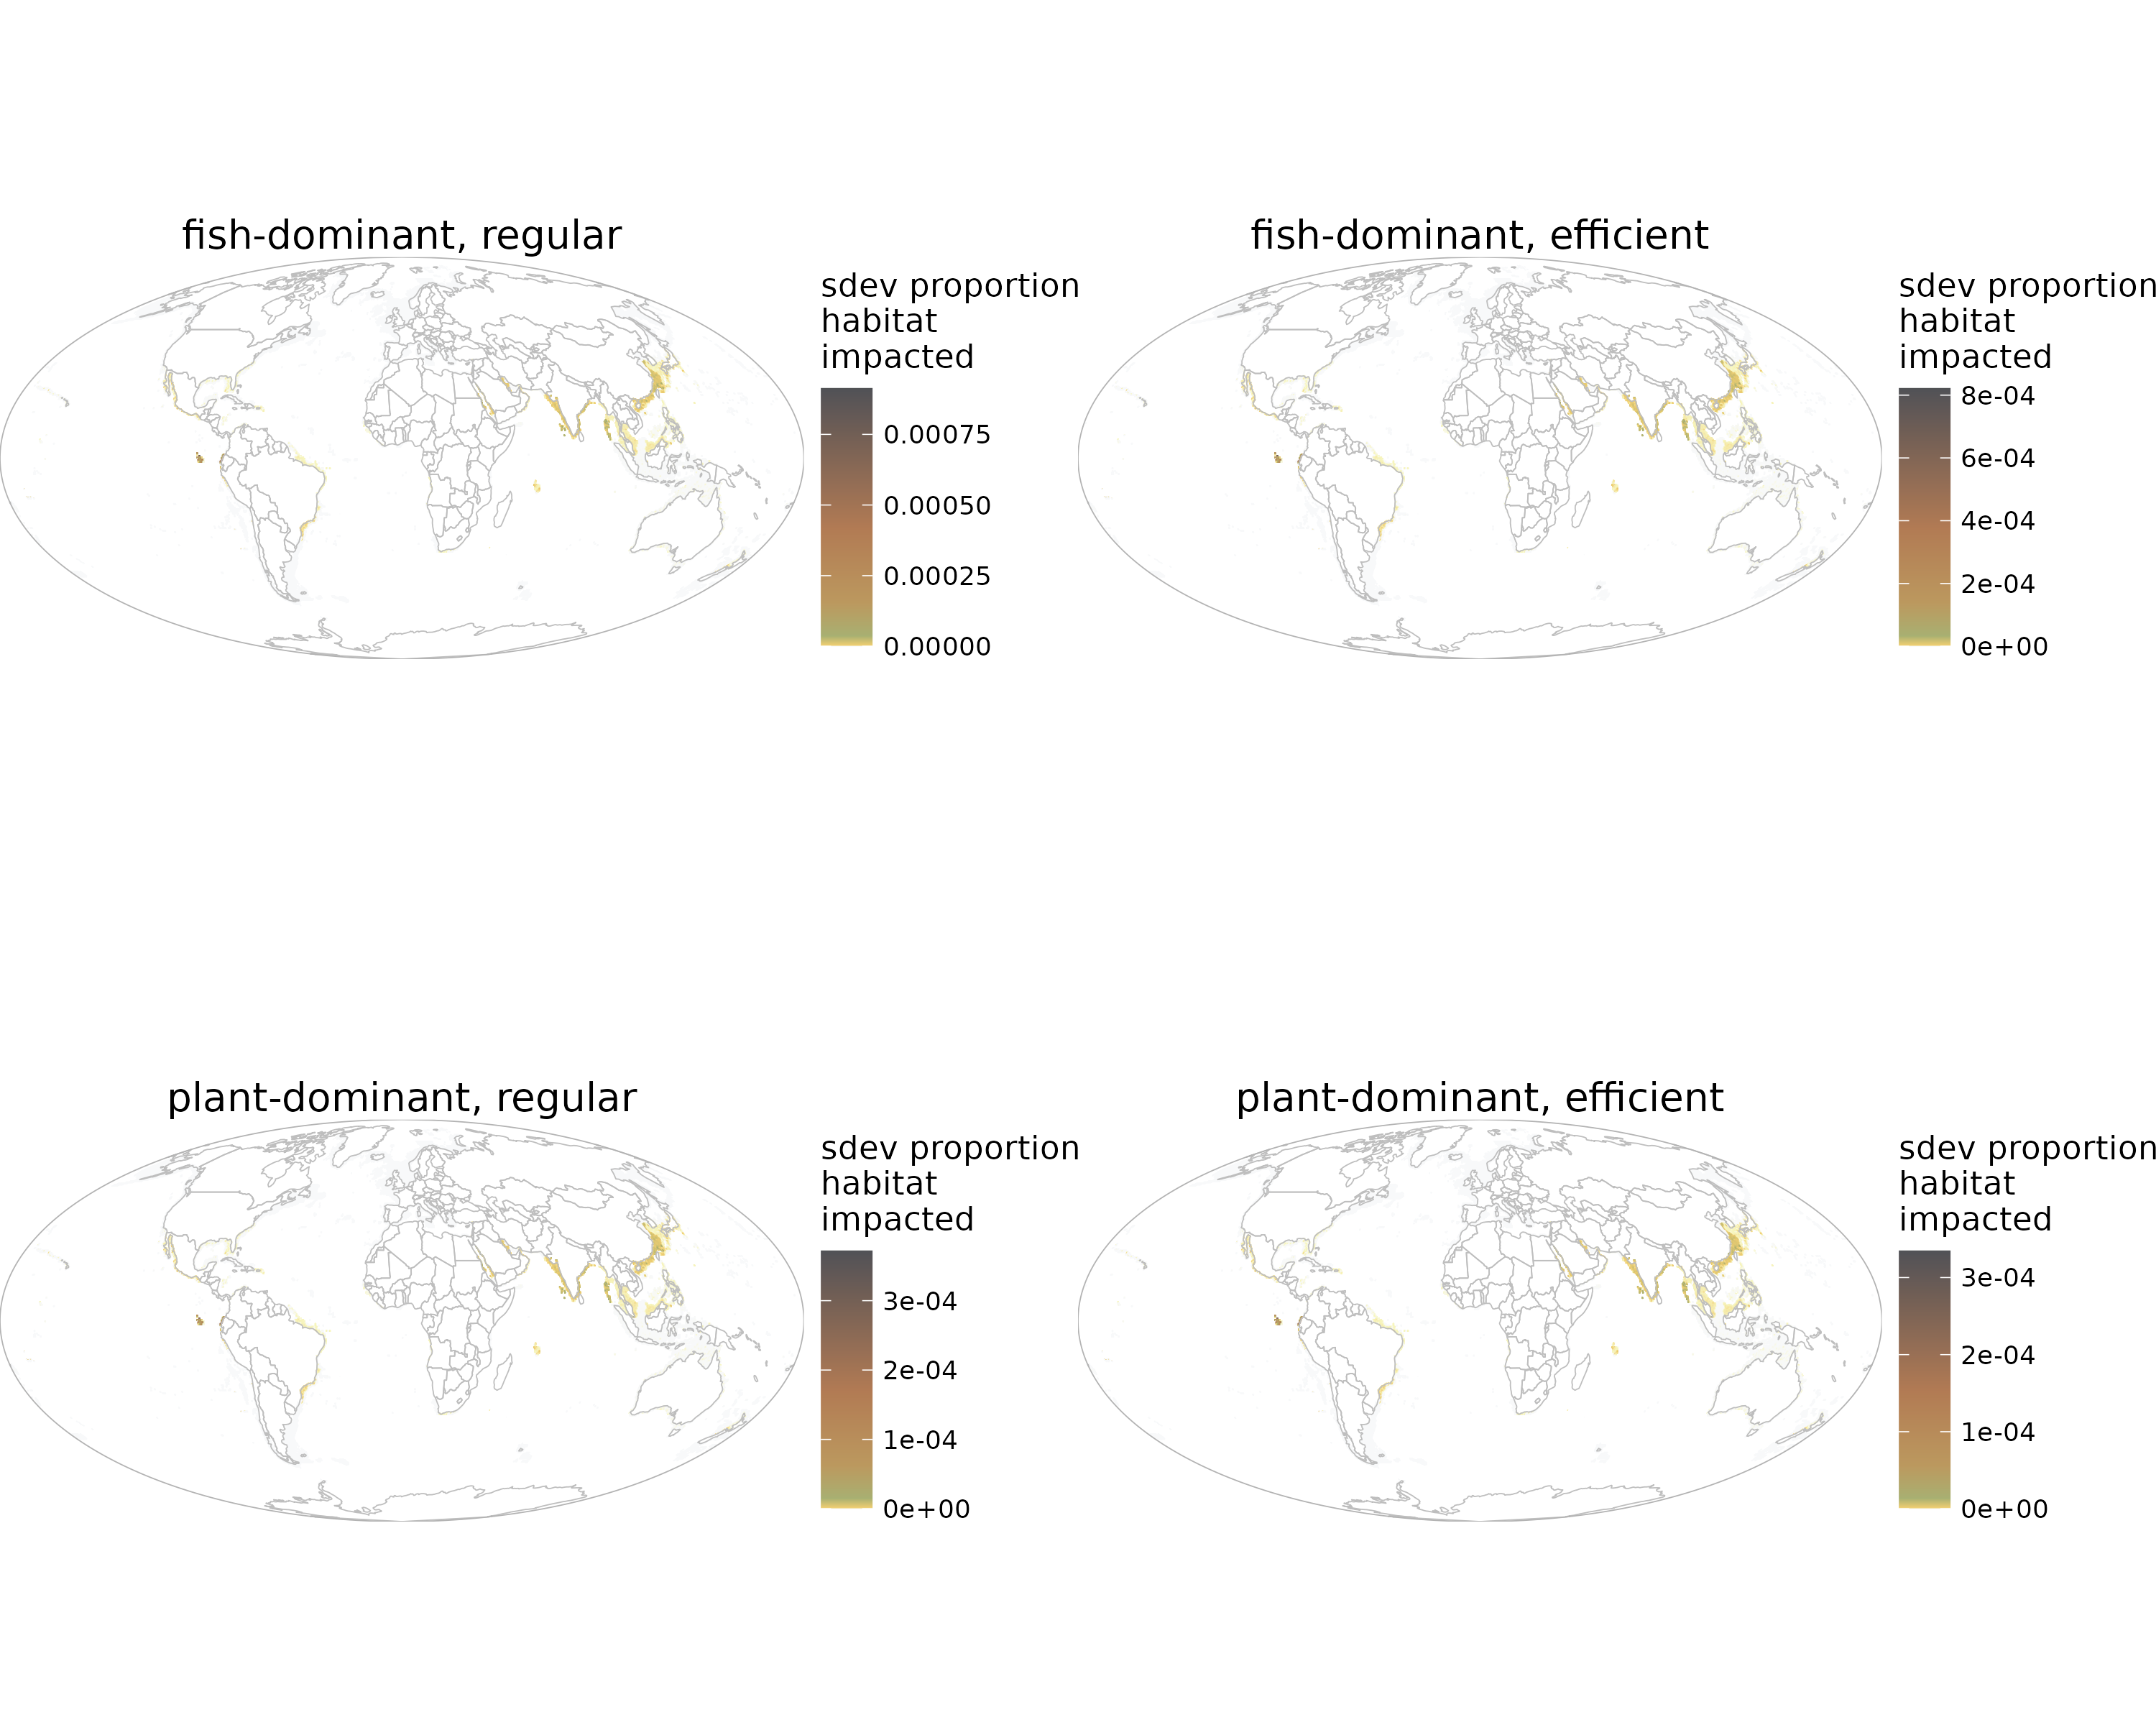 fish-dominant, regular
sdev proportion
habitat
impacted
0.00075
0.00050
0.00025
0.00000
fish-dominant, efficient
sdev proportion
habitat
impacted
8e-04
6e-04
4e-04
2e-04
0e+00
plant-dominant, regular
sdev proportion
habitat
impacted
3e-04
2e-04
1e-04
0e+00
plant-dominant, efficient
sdev proportion
habitat
impacted
3e-04
2e-04
1e-04
0e+00